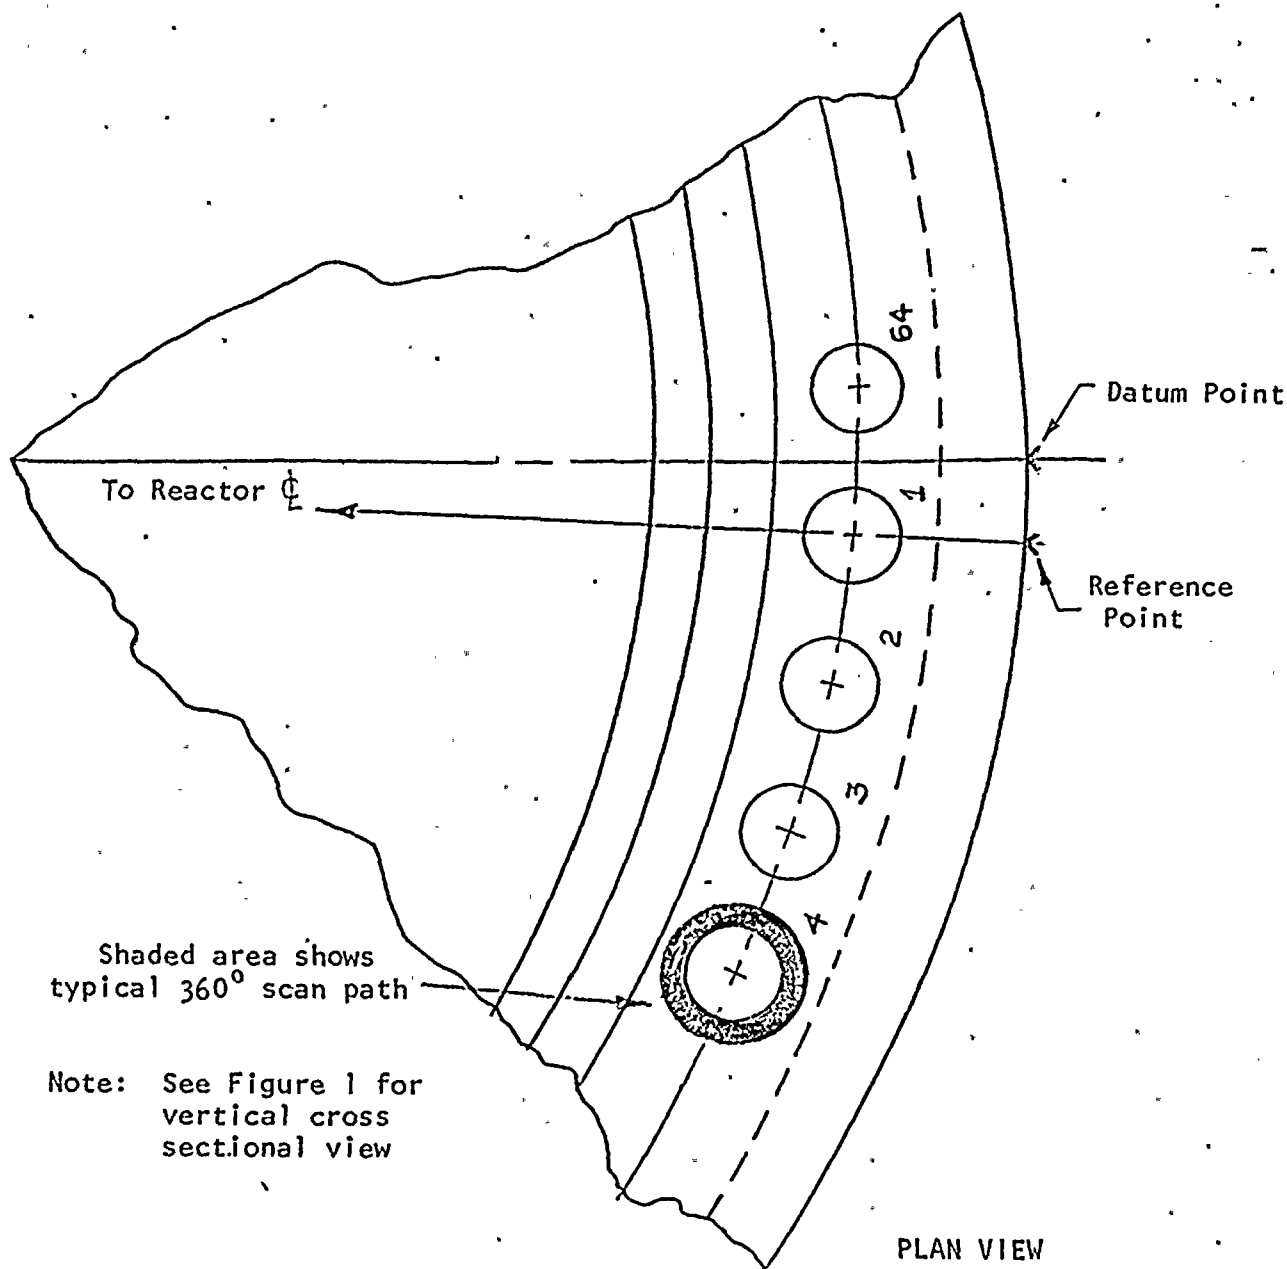 64
Datum Point
To Reactor ℄
1
Reference
Point
2
3
4
Shaded area shows
typical 360° scan path
Note: See Figure 1 for
vertical cross
sectional view
PLAN VIEW